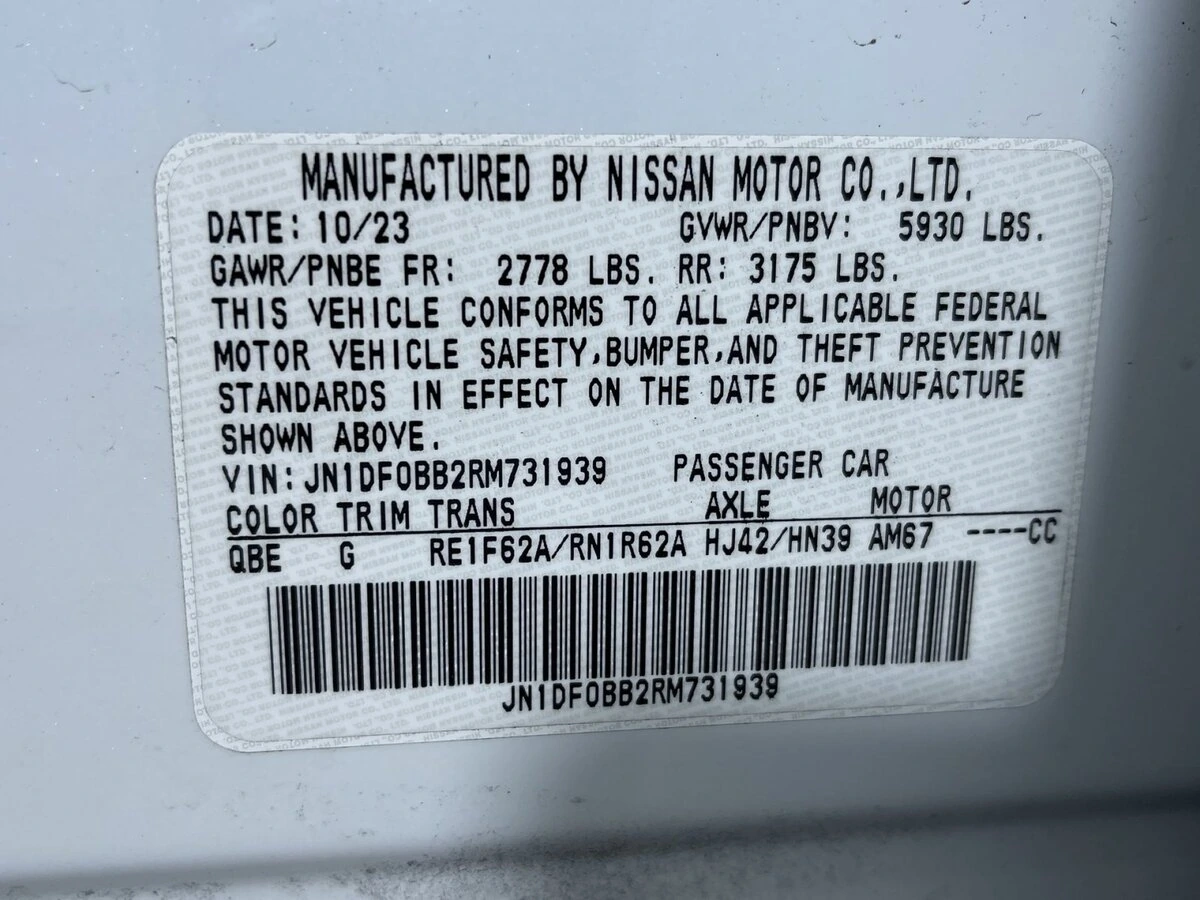 MANUFACTURED BY NISSAN MOTOR CO.,LTD.
DATE: 10/23 GVWR/PNBV: 5930 LBS.
GAWR/PNBE FR: 2778 LBS. RR: 3175 LBS.
THIS VEHICLE CONFORMS TO ALL APPLICABLE FEDERAL
MOTOR VEHICLE SAFETY,BUMPER,AND THEFT PREVENTION
STANDARDS IN EFFECT ON THE DATE OF MANUFACTURE
SHOWN ABOVE.
VIN:JN1DF0BB2RM731939 PASSENGER CAR
COLOR TRIM TRANS AXLE MOTOR
QBE G RE1F62A/RN1R62A HJ42/HN39 AM67 ----CC
JN1DF0BB2RM731939